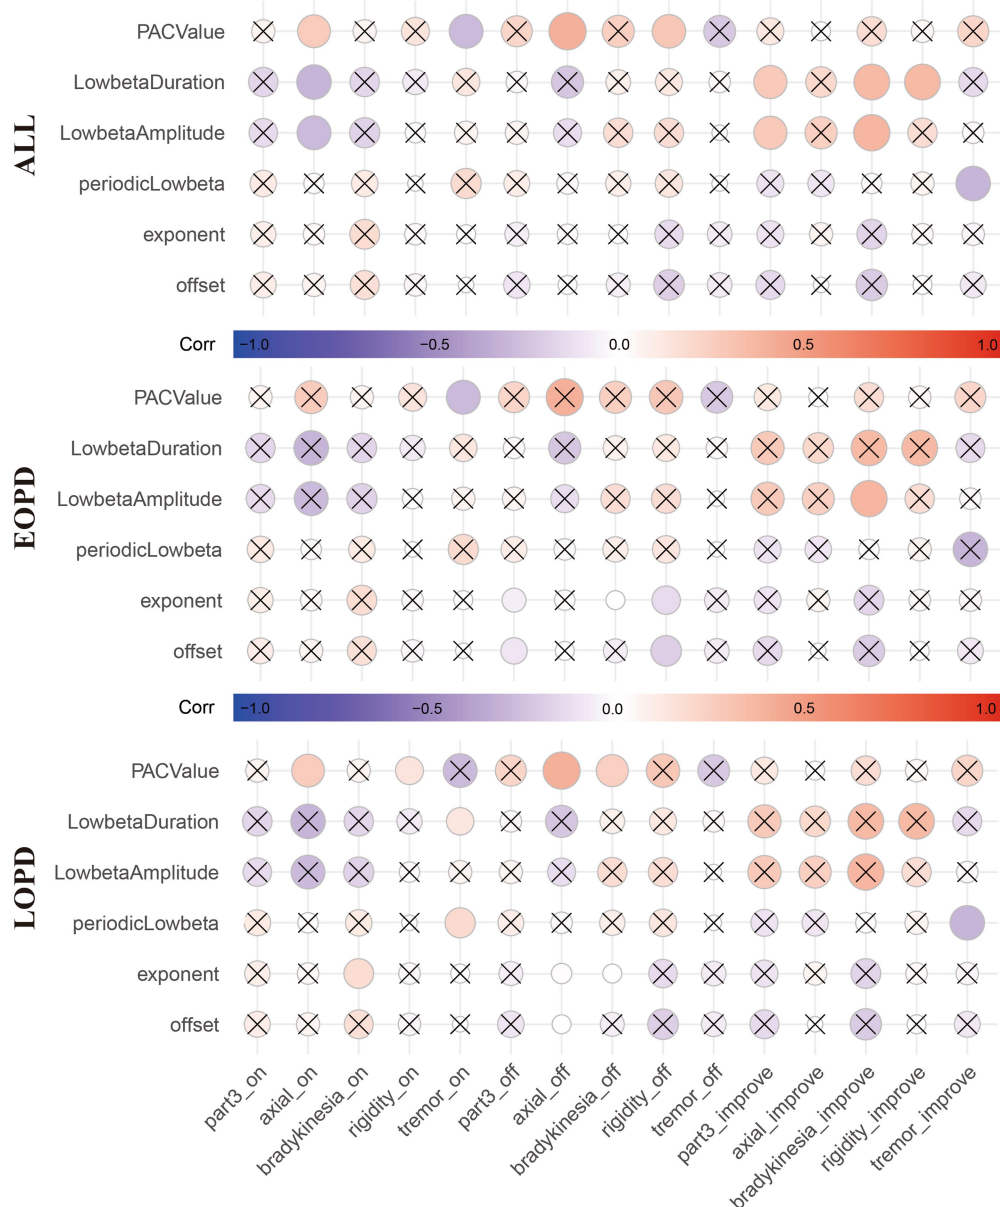 ALL
PACValue
LowbetaDuration
LowbetaAmplitude
periodicLowbeta
exponent
offset
Corr −1.0 −0.5 0.0 0.5 1.0
EOPD
PACValue
LowbetaDuration
LowbetaAmplitude
periodicLowbeta
exponent
offset
Corr −1.0 −0.5 0.0 0.5 1.0
LOPD
PACValue
LowbetaDuration
LowbetaAmplitude
periodicLowbeta
exponent
offset
part3_on
axial_on
bradykinesia_on
rigidity_on
tremor_on
part3_off
axial_off
bradykinesia_off
rigidity_off
tremor_off
part3_improve
axial_improve
bradykinesia_improve
rigidity_improve
tremor_improve